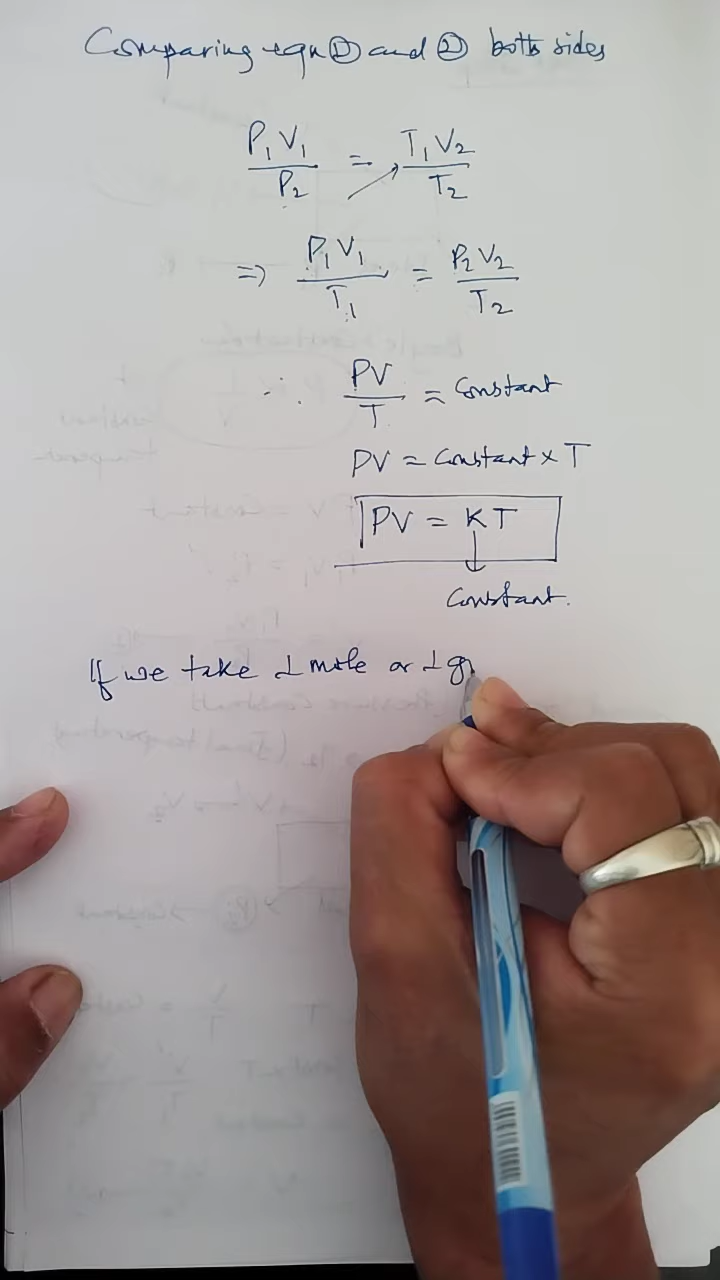 Comparing eqn ① and ② both sides
P₁V₁/P₂ = T₁V₂/T₂
⇒ P₁V₁/T₁ = P₂V₂/T₂
∴ PV/T = Constant
PV = Constant × T
PV = KT
Constant.
If we take 1 mole or 1 g